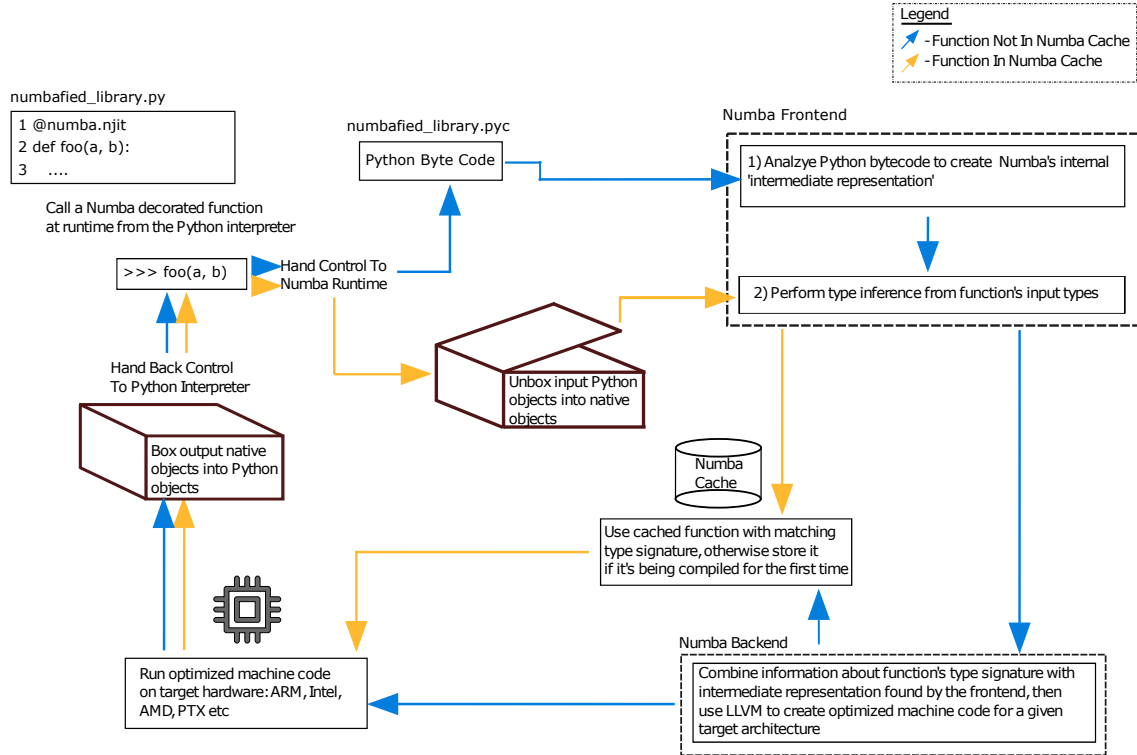 Legend
- Function Not In Numba Cache
- Function In Numba Cache
numbafied_library.py
1 @numba.njit
2 def foo(a, b):
3 ....
numbafied_library.pyc
Python Byte Code
Numba Frontend
1) Analzye Python bytecode to create Numba's internal
'intermediate representation'
Call a Numba decorated function
at runtime from the Python interpreter
>>> foo(a, b)
Hand Control To
Numba Runtime
2) Perform type inference from function's input types
Hand Back Control
To Python Interpreter
Unbox input Python
objects into native
objects
Box output native
objects into Python
objects
Numba
Cache
Use cached function with matching
type signature, otherwise store it
if it's being compiled for the first time
Numba Backend
Run optimized machine code
on target hardware: ARM, Intel,
AMD, PTX etc
Combine information about function's type signature with
intermediate representation found by the frontend, then
use LLVM to create optimized machine code for a given
target architecture